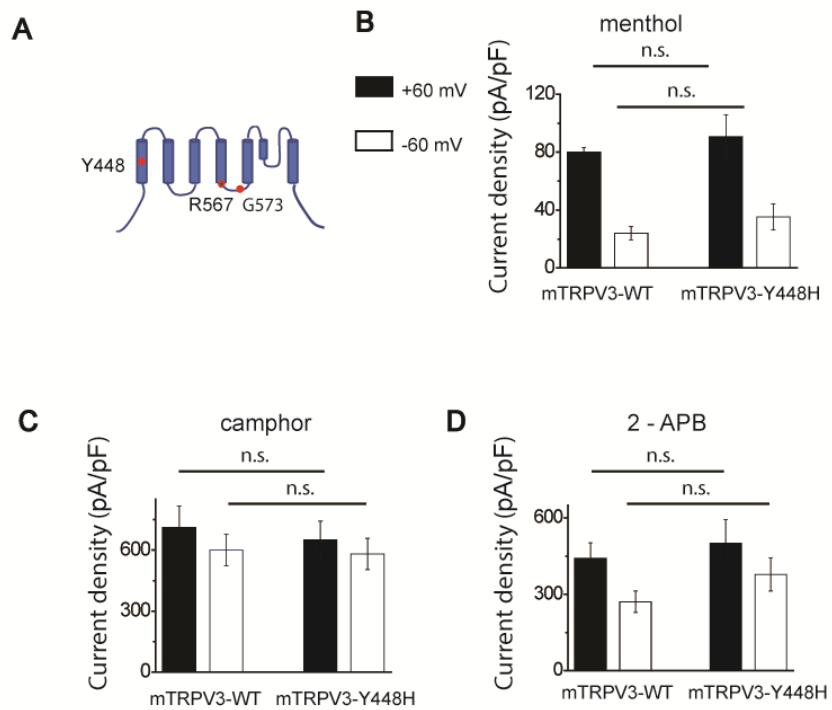 A
Y448
R567 G573
B
+60 mV
-60 mV
menthol
n.s.
n.s.
Current density (pA/pF)
120
80
40
0
mTRPV3-WT mTRPV3-Y448H
C
camphor
n.s.
n.s.
Current density (pA/pF)
600
300
0
mTRPV3-WT mTRPV3-Y448H
D
2 - APB
n.s.
n.s.
Current density (pA/pF)
600
300
0
mTRPV3-WT mTRPV3-Y448H